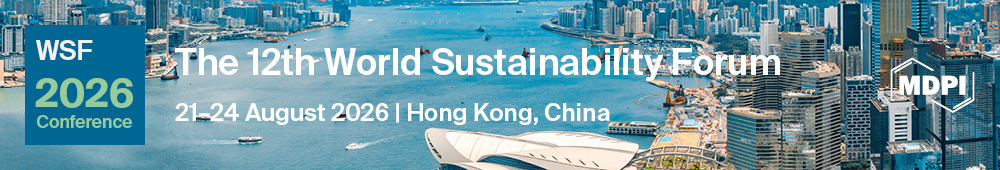 WSF
2026
Conference
The 12th World Sustainability Forum
21–24 August 2026 | Hong Kong, China
MDPI